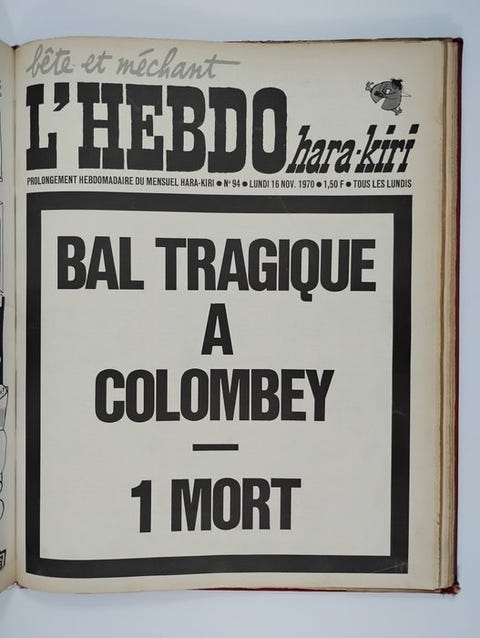 bête et méchant
L'HEBDO hara-kiri
PROLONGEMENT HEBDOMADAIRE DU MENSUEL HARA-KIRI ● N° 94 ● LUNDI 16 NOV. 1970 ● 1,50 F ● TOUS LES LUNDIS
BAL TRAGIQUE
A
COLOMBEY
—
1 MORT